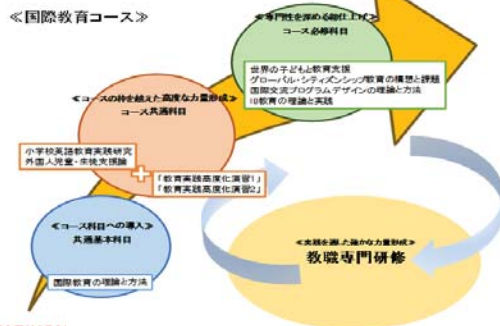 ≪国際教育コース≫
≪専門性を深める総仕上げ≫
コース必修科目
世界の子どもと教育支援
グローバル・シティズンシップ教育の構想と課題
国際交流プログラムデザインの理論と方法
IB教育の理論と実践
≪コースの枠を越えた高度な力量形成≫
コース共通科目
小学校英語教育実践研究
外国人児童・生徒支援論
「教育実践高度化演習1」
「教育実践高度化演習2」
≪コース科目への導入≫
共通基本科目
国際教育の理論と方法
≪実践を通した確かな力量形成≫
教職専門研修